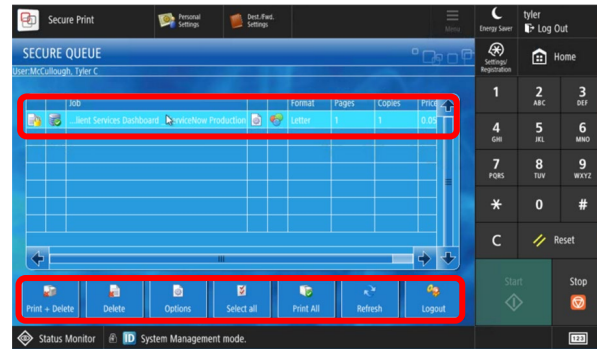 Secure Print
Personal Settings
Dest./Fwd. Settings
Menu
Energy Saver
tyler
Log Out
SECURE QUEUE
User:McCullough, Tyler C
Settings/ Registration
Home
Job Format Pages Copies Price
...lient Services Dashboard ServiceNow Production Letter 1 1 0.05
1 2 ABC 3 DEF
4 GHI 5 JKL 6 MNO
7 PQRS 8 TUV 9 WXYZ
* 0 #
C Reset
Start Stop
Print + Delete Delete Options Select all Print All Refresh Logout
Status Monitor ID System Management mode. 123